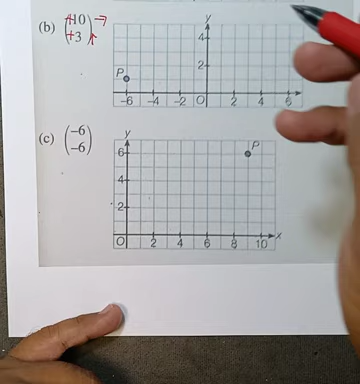 (b) (+10 →
+3) ↑
y
4
2
P
-6 -4 -2 O 2 4 6
(c) (-6
-6)
y
6
P
4
2
O 2 4 6 8 10 x